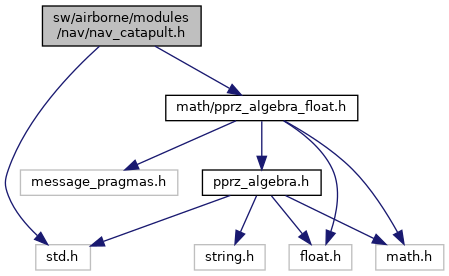 sw/airborne/modules
/nav/nav_catapult.h
math/pprz_algebra_float.h
message_pragmas.h
pprz_algebra.h
std.h
string.h
float.h
math.h